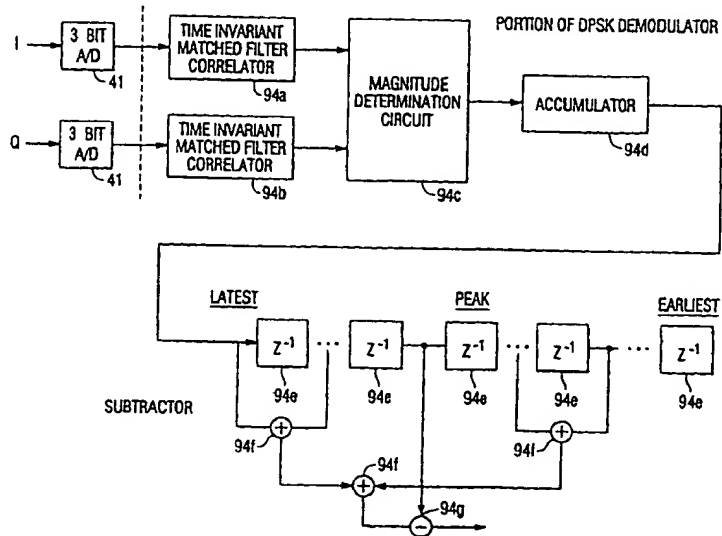 PORTION OF DPSK DEMODULATOR
I
3 BIT
A/D
41
TIME INVARIANT
MATCHED FILTER
CORRELATOR
94a
MAGNITUDE
DETERMINATION
CIRCUIT
94c
ACCUMULATOR
94d
Q
3 BIT
A/D
41
TIME INVARIANT
MATCHED FILTER
CORRELATOR
94b
LATEST
PEAK
EARLIEST
Z-1
94e
...
Z-1
94e
Z-1
94e
...
Z-1
94e
...
Z-1
94e
SUBTRACTOR
+
94f
+
94f
+
94f
−
94g